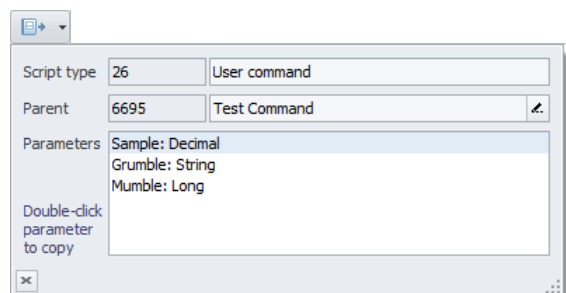 Script type 26 User command
Parent 6695 Test Command
Parameters Sample: Decimal
Grumble: String
Mumble: Long
Double-click
parameter
to copy